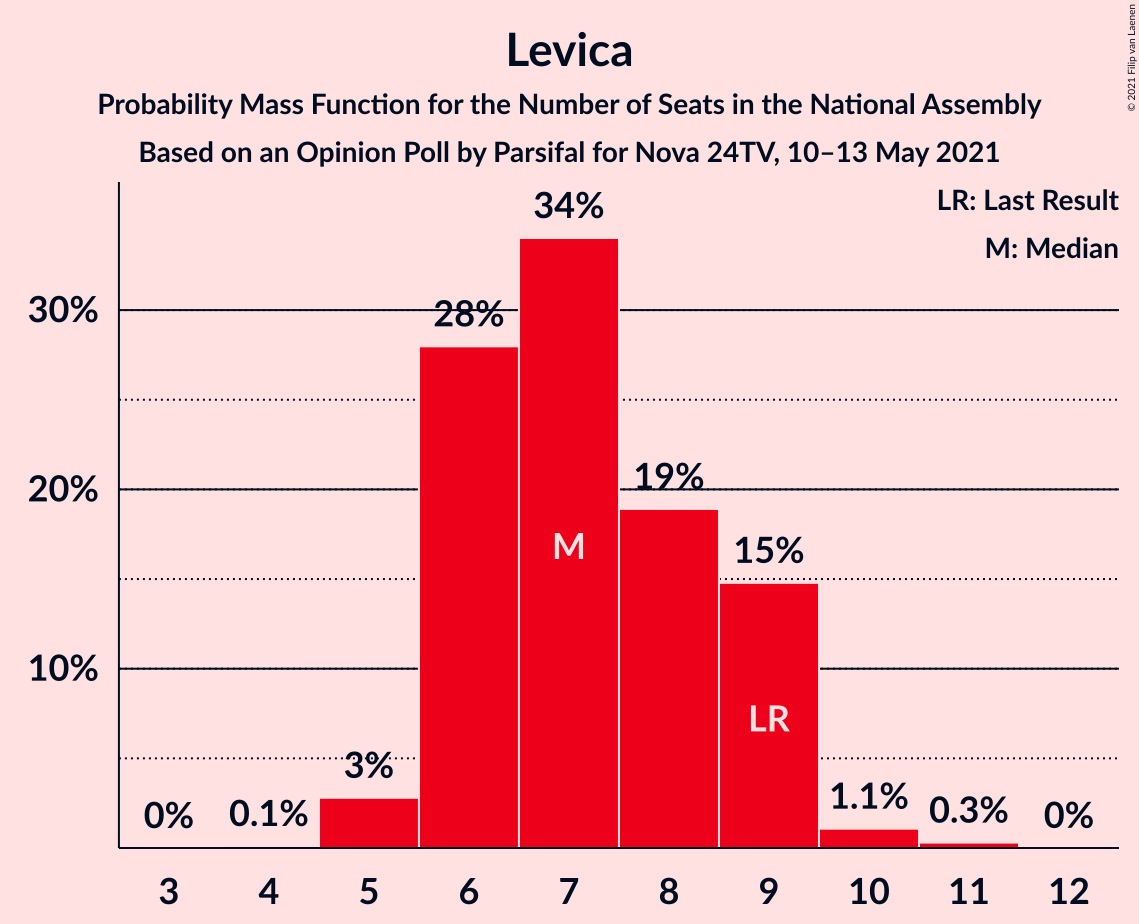 Levica
Probability Mass Function for the Number of Seats in the National Assembly
Based on an Opinion Poll by Parsifal for Nova 24TV, 10–13 May 2021
© 2021 Filip van Laenen
LR: Last Result
M: Median
34%
30%
28%
20%
19%
M
15%
10%
LR
3%
0%
0.1%
1.1%
0.3%
0%
3 4 5 6 7 8 9 10 11 12